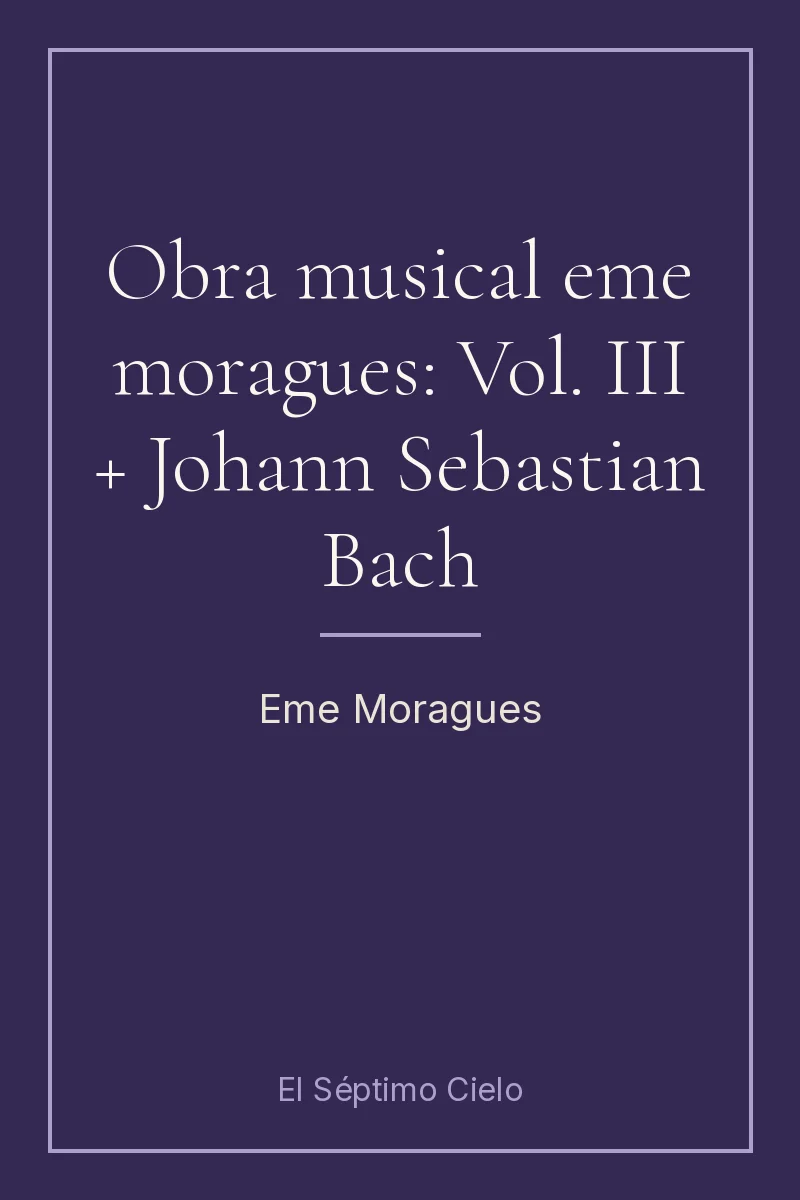 Obra musical eme
moragues: Vol. III
+ Johann Sebastian
Bach
Eme Moragues
El Séptimo Cielo